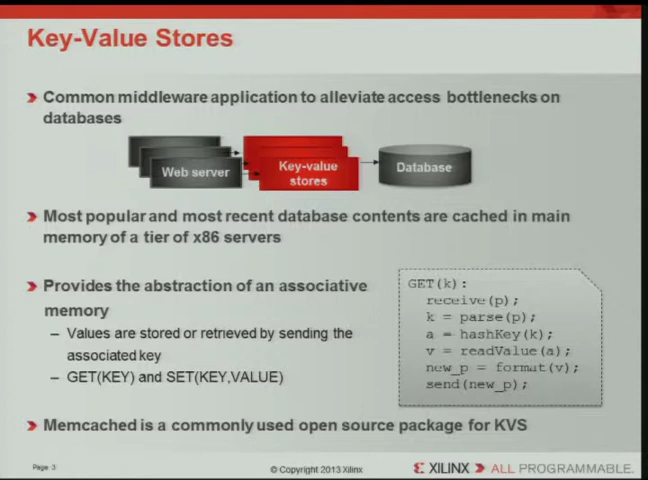 Key-Value Stores
Common middleware application to alleviate access bottlenecks on
databases
Web server
Key-value
stores
Database
Most popular and most recent database contents are cached in main
memory of a tier of x86 servers
Provides the abstraction of an associative
memory
– Values are stored or retrieved by sending the
associated key
– GET(KEY) and SET(KEY,VALUE)
GET(k):
receive(p);
k = parse(p);
a = hashKey(k);
v = readValue(a);
new_p = format(v);
send(new_p);
Memcached is a commonly used open source package for KVS
Page 3
© Copyright 2013 Xilinx
XILINX ALL PROGRAMMABLE.